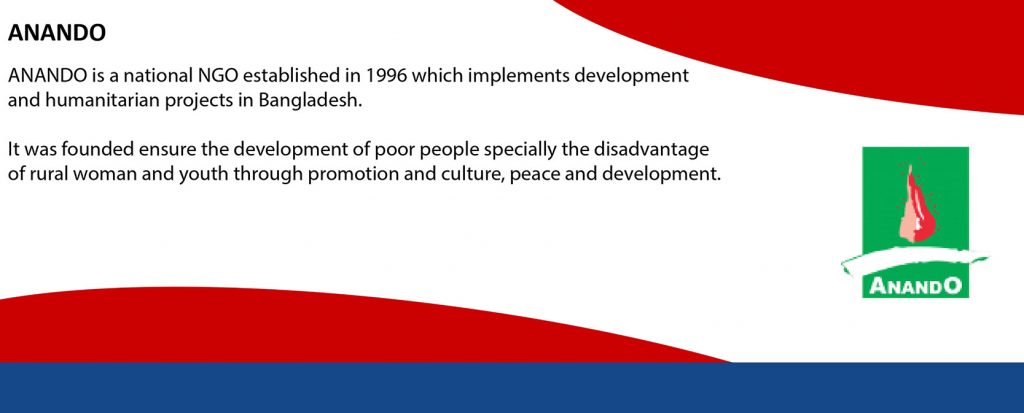 ANANDO
ANANDO is a national NGO established in 1996 which implements development
and humanitarian projects in Bangladesh.
It was founded ensure the development of poor people specially the disadvantage
of rural woman and youth through promotion and culture, peace and development.
ANANDO